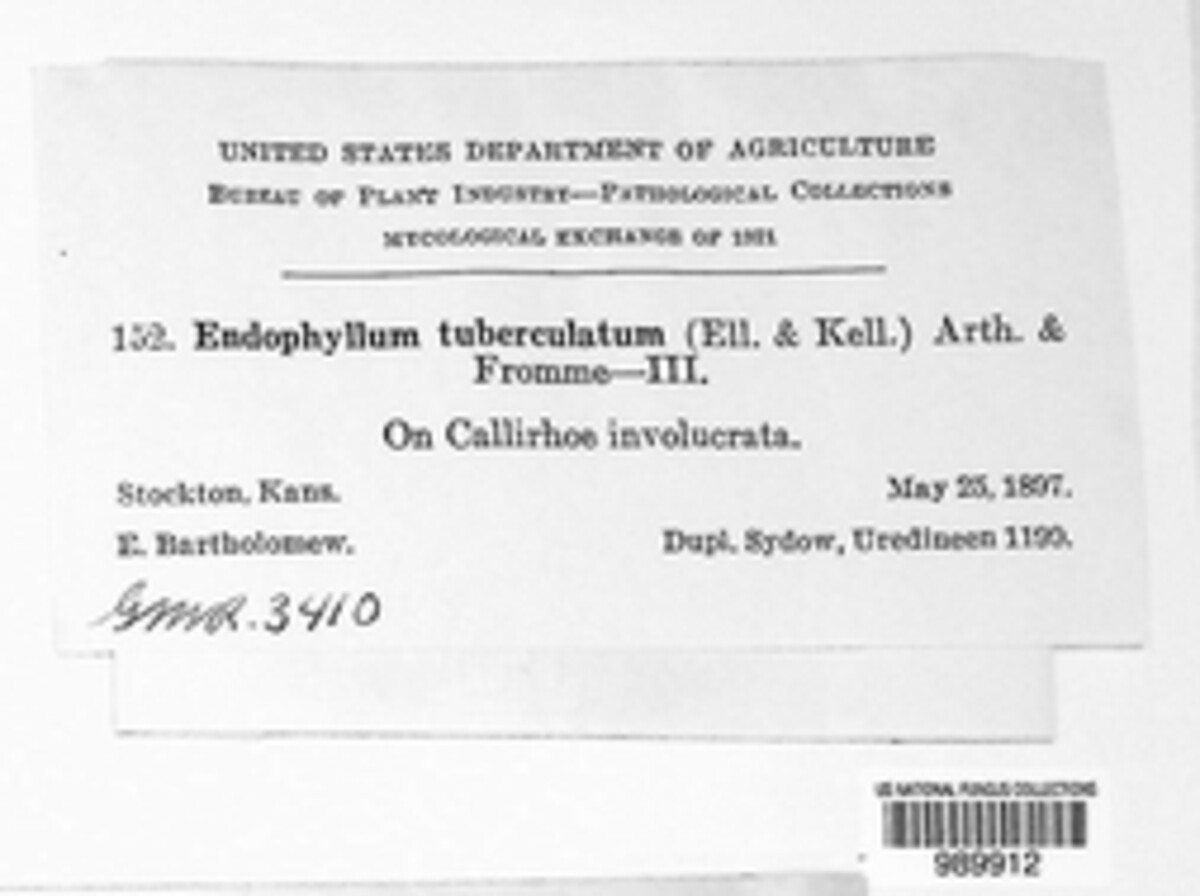 UNITED STATES DEPARTMENT OF AGRICULTURE
BUREAU OF PLANT INDUSTRY—PATHOLOGICAL COLLECTIONS
MYCOLOGICAL EXCHANGE OF 1921
152. Endophyllum tuberculatum (Ell. & Kell.) Arth. &
Fromme—III.
On Callirhoe involucrata.
Stockton, Kans. May 25, 1897.
E. Bartholomew. Dupl. Sydow, Uredineen 1199.
GMR. 3410
US NATIONAL FUNGUS COLLECTIONS
989912